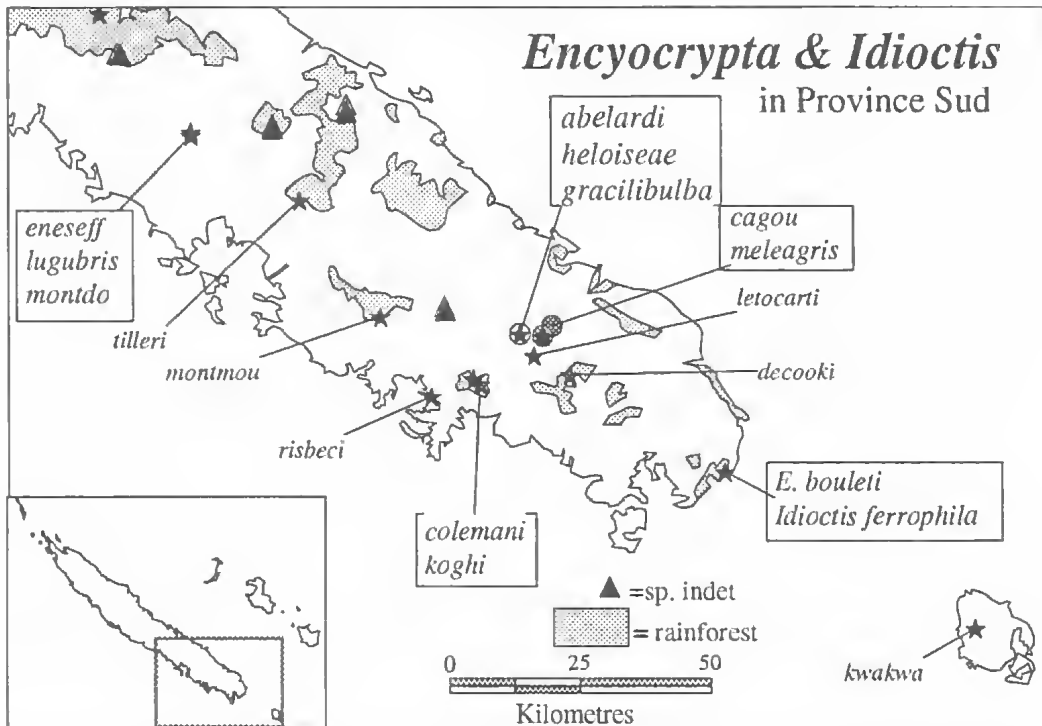 Encyocrypta & Idioctis
in Province Sud
abelardi
heloiseae
gracilibulba
cagou
meleagris
eneseff
lugubris
montdo
letocarti
tilleri
montmou
decooki
risbeci
E. bouleti
Idioctis ferrophila
colemani
koghi
=sp. indet
= rainforest
0 25 50
Kilometres
kwakwa